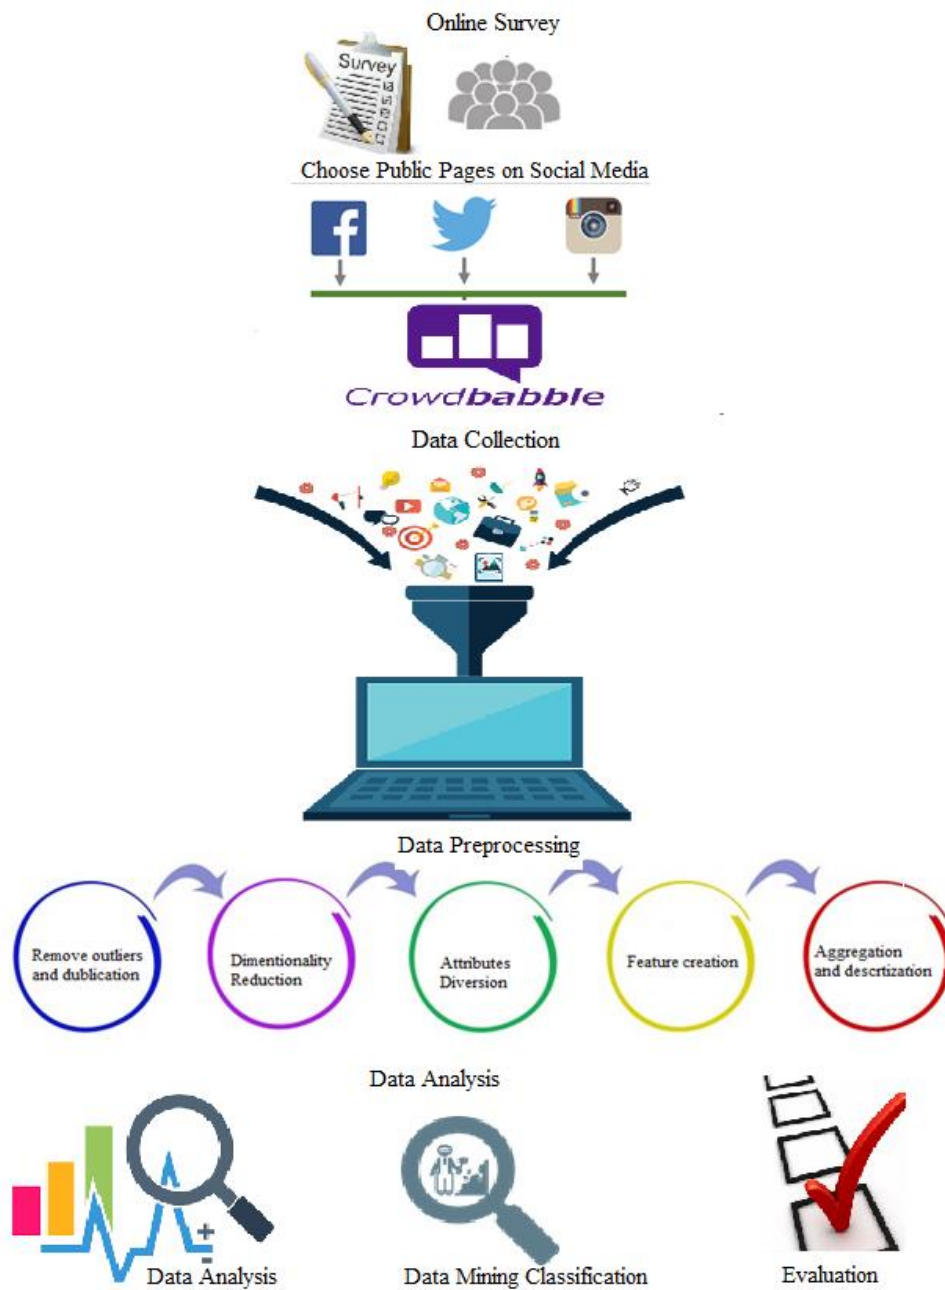 Online Survey
Survey
Choose Public Pages on Social Media
Crowdbabble
Data Collection
Data Preprocessing
Remove outliers
and dublication
Dimentionality
Reduction
Attributes
Diversion
Feature creation
Aggregation
and descrtization
Data Analysis
Data Analysis
Data Mining Classification
Evaluation